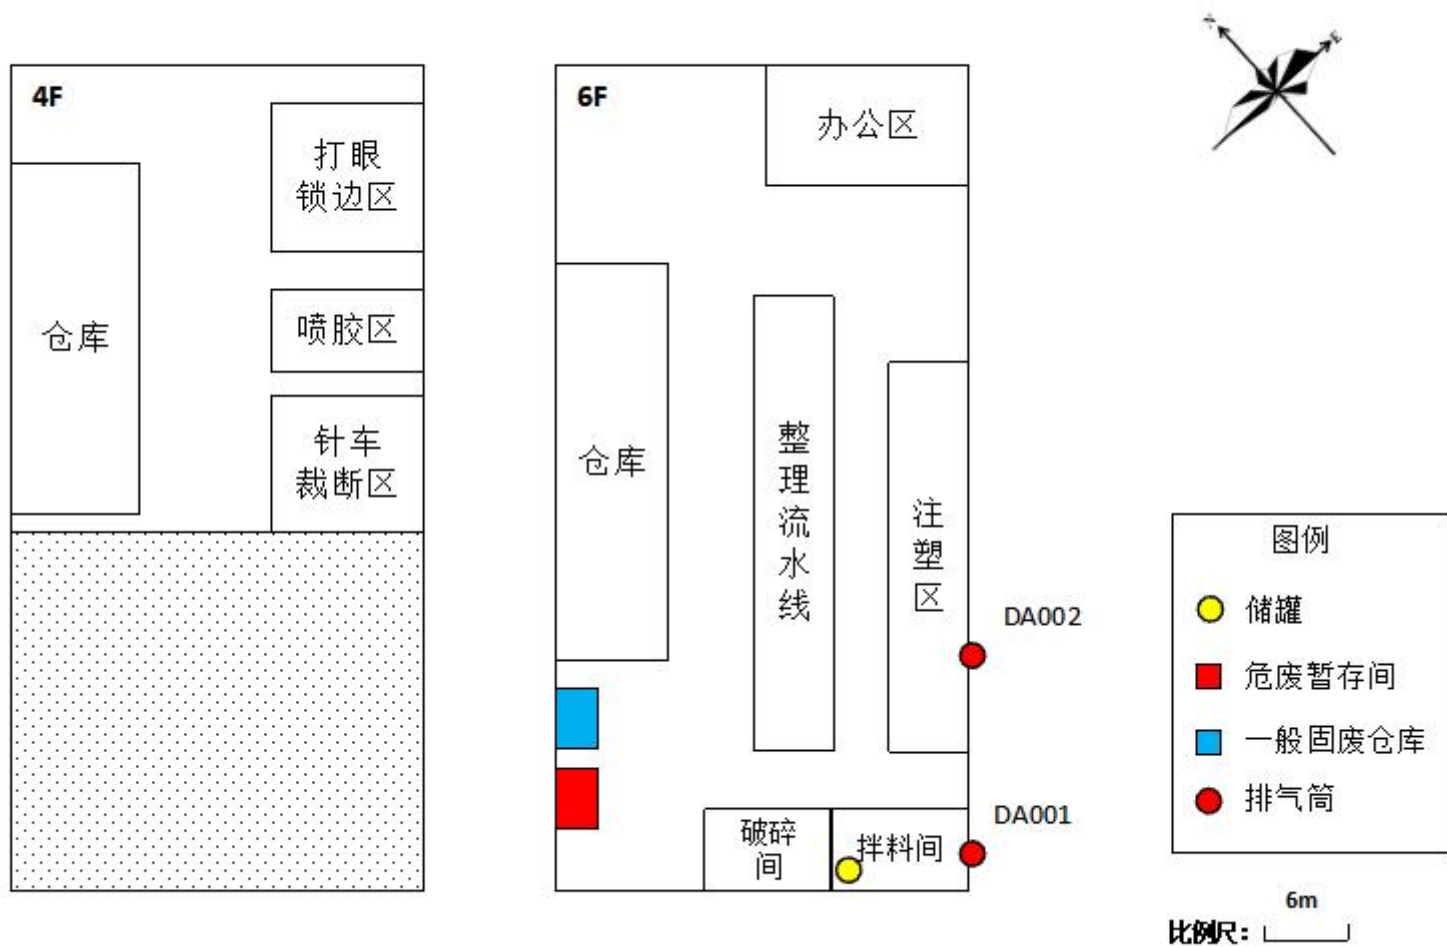 N
E
4F
打眼
锁边区
仓库
喷胶区
针车
裁断区
6F
办公区
仓库
整理流水线
注塑区
DA002
DA001
破碎
间
拌料间
图例
储罐
危废暂存间
一般固废仓库
排气筒
6m
比例尺：